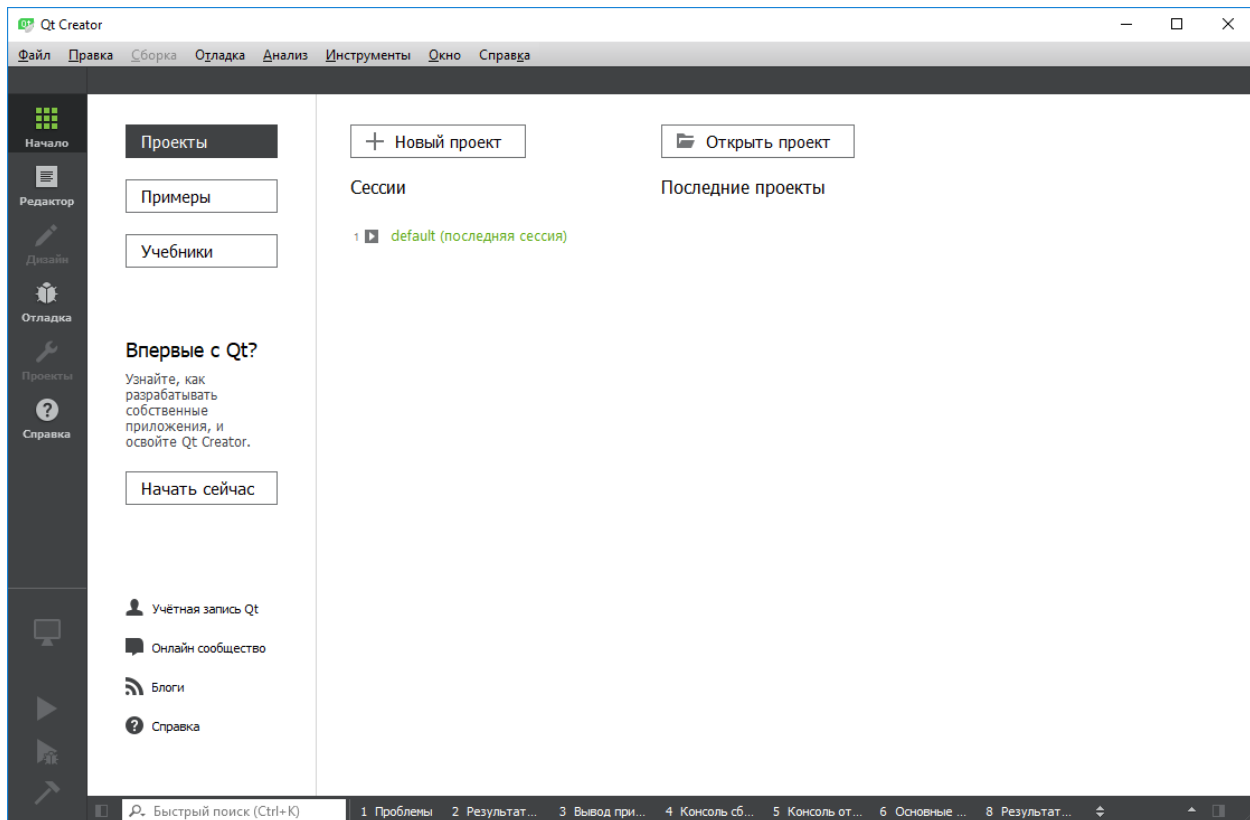 Qt Creator
Файл Правка Сборка Отладка Анализ Инструменты Окно Справка
Начало
Редактор
Дизайн
Отладка
Проекты
Справка
Проекты
Примеры
Учебники
Впервые с Qt?
Узнайте, как
разрабатывать
собственные
приложения, и
освойте Qt Creator.
Начать сейчас
Учётная запись Qt
Онлайн сообщество
Блоги
Справка
Новый проект
Открыть проект
Сессии
Последние проекты
1 default (последняя сессия)
Быстрый поиск (Ctrl+K)
1 Проблемы 2 Результат... 3 Вывод при... 4 Консоль сб... 5 Консоль от... 6 Основные ... 8 Результат...